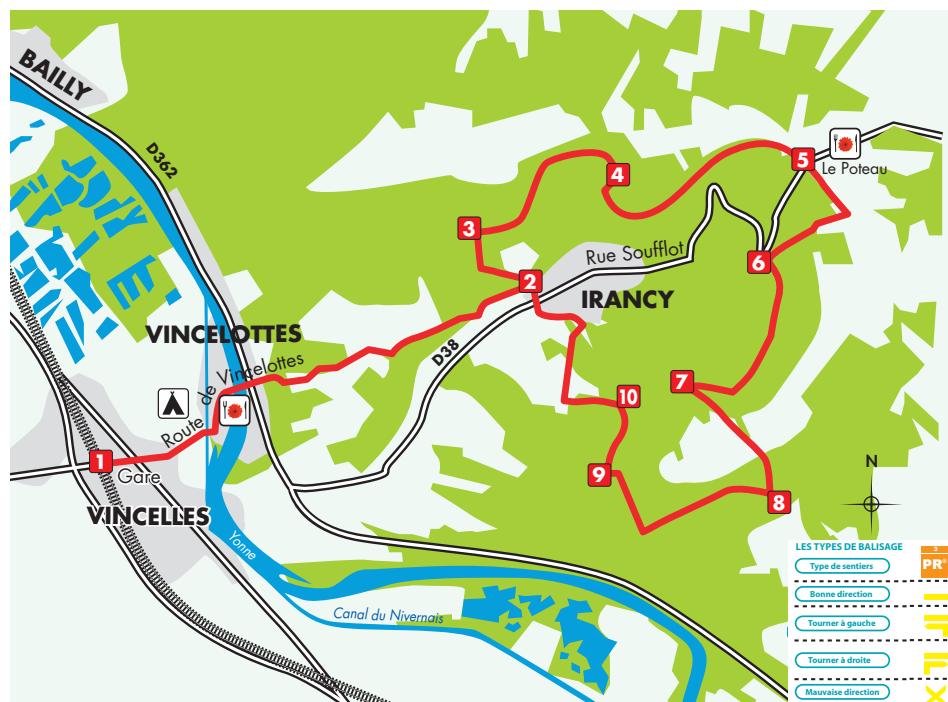 BAILLY
D362
5
Le Poteau
4
3
Rue Soufflot
6
2
IRANCY
VINCELOTTES
D38
Route de Vincelottes
7
10
1
Gare
9
N
8
VINCELLES
Yonne
Canal du Nivernais
LES TYPES DE BALISAGE
3
PR®
Type de sentiers
Bonne direction
Tourner à gauche
Tourner à droite
Mauvaise direction